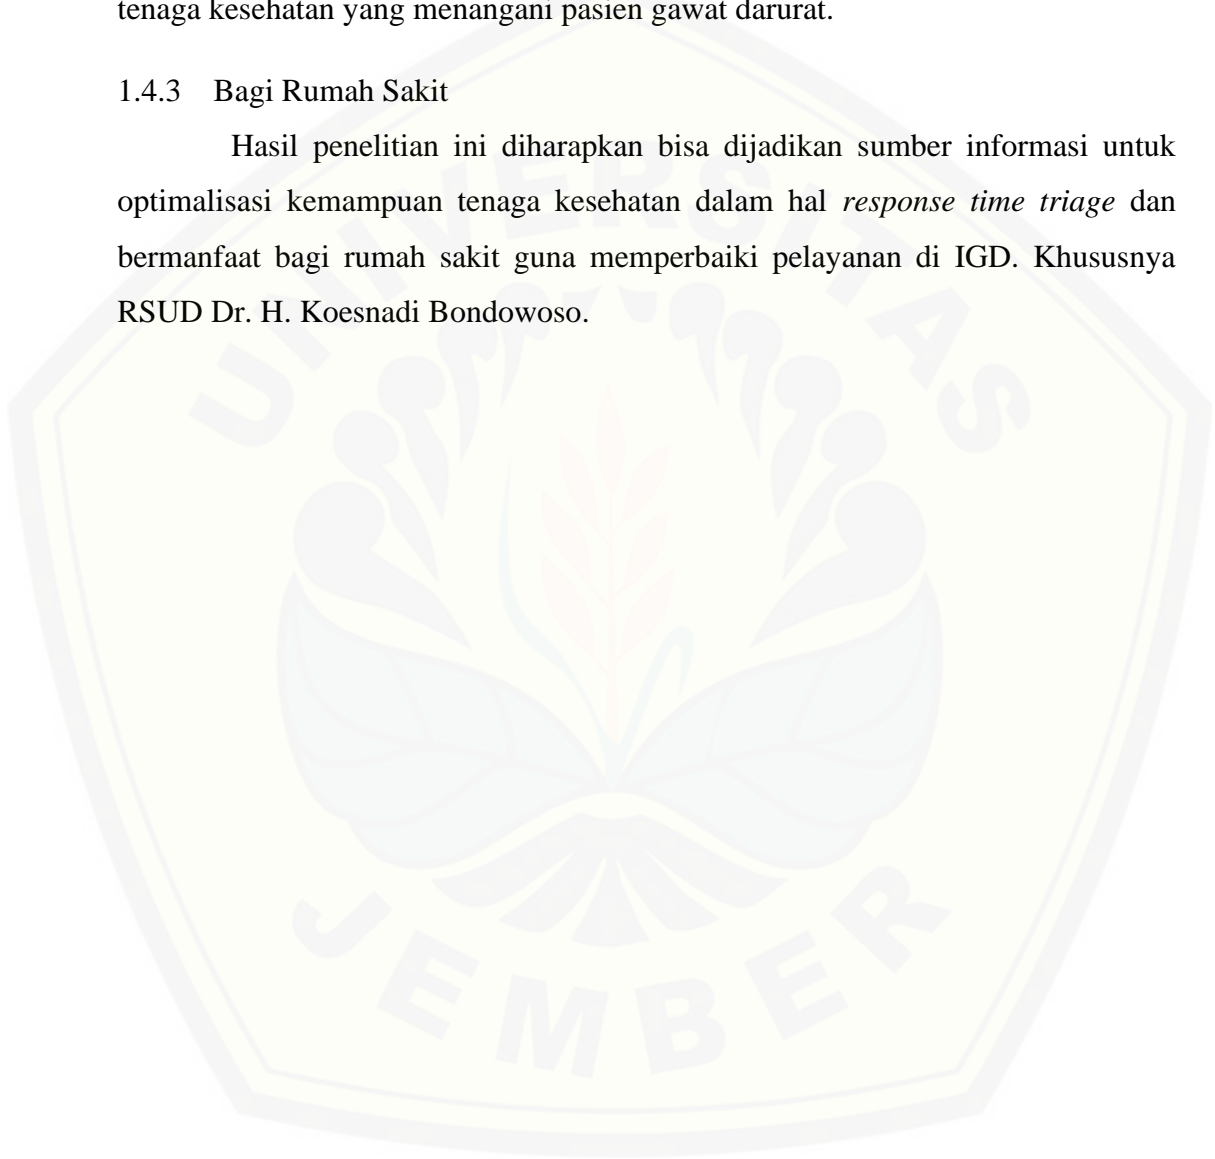 tenaga kesehatan yang menangani pasien gawat darurat.
1.4.3 Bagi Rumah Sakit
Hasil penelitian ini diharapkan bisa dijadikan sumber informasi untuk
optimalisasi kemampuan tenaga kesehatan dalam hal response time triage dan
bermanfaat bagi rumah sakit guna memperbaiki pelayanan di IGD. Khususnya
RSUD Dr. H. Koesnadi Bondowoso.
UNIVERSITAS
JEMBER